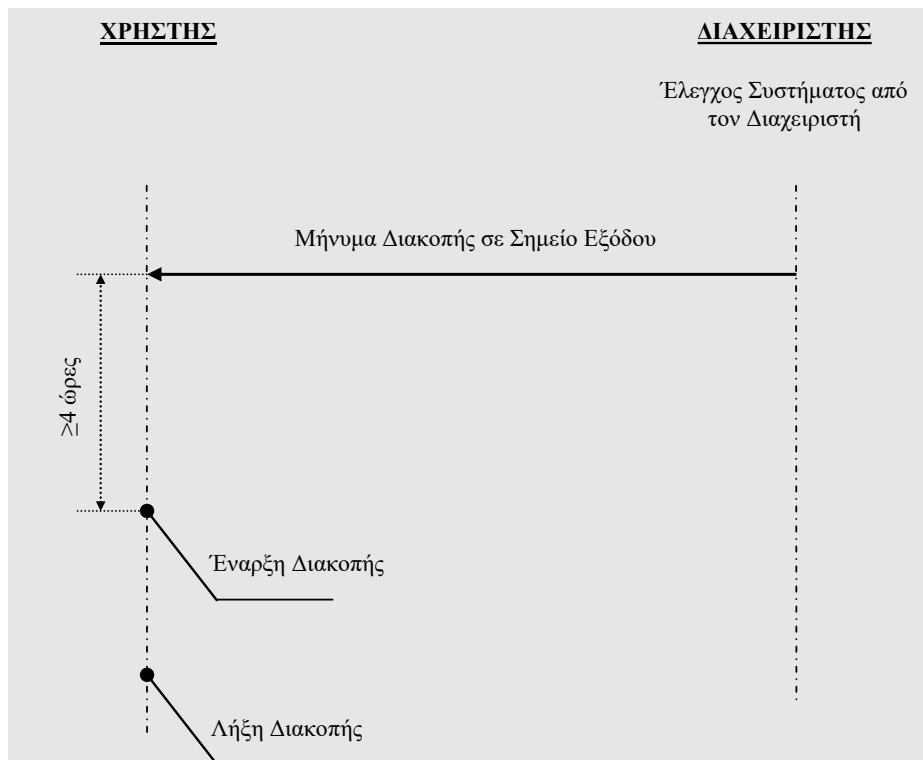 ΧΡΗΣΤΗΣ
ΔΙΑΧΕΙΡΙΣΤΗΣ
Έλεγχος Συστήματος από
τον Διαχειριστή
Μήνυμα Διακοπής σε Σημείο Εξόδου
≥4 ώρες
Έναρξη Διακοπής
Λήξη Διακοπής